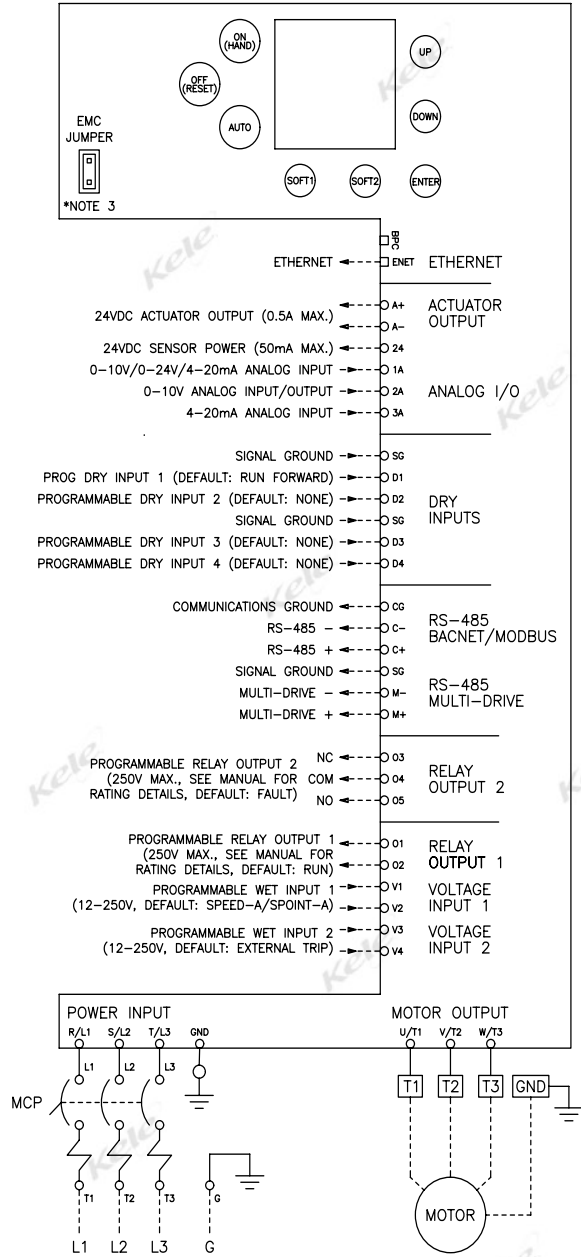 ON
(HAND)
OFF
(RESET)
AUTO
UP
DOWN
SOFT1
SOFT2
ENTER
EMC
JUMPER
*NOTE 3
BPC
ETHERNET
ENET
ETHERNET
24VDC ACTUATOR OUTPUT (0.5A MAX.)
A+
A-
ACTUATOR
OUTPUT
24VDC SENSOR POWER (50mA MAX.)
24
0-10V/0-24V/4-20mA ANALOG INPUT
1A
0-10V ANALOG INPUT/OUTPUT
2A
ANALOG I/O
4-20mA ANALOG INPUT
3A
SIGNAL GROUND
SG
PROG DRY INPUT 1 (DEFAULT: RUN FORWARD)
D1
PROGRAMMABLE DRY INPUT 2 (DEFAULT: NONE)
D2
SIGNAL GROUND
SG
DRY
INPUTS
PROGRAMMABLE DRY INPUT 3 (DEFAULT: NONE)
D3
PROGRAMMABLE DRY INPUT 4 (DEFAULT: NONE)
D4
COMMUNICATIONS GROUND
CG
RS-485 -
C-
RS-485 +
C+
RS-485
BACNET/MODBUS
SIGNAL GROUND
SG
MULTI-DRIVE -
M-
MULTI-DRIVE +
M+
RS-485
MULTI-DRIVE
PROGRAMMABLE RELAY OUTPUT 2
(250V MAX., SEE MANUAL FOR
RATING DETAILS, DEFAULT: FAULT)
NC
COM
NO
O3
O4
O5
RELAY
OUTPUT 2
PROGRAMMABLE RELAY OUTPUT 1
(250V MAX., SEE MANUAL FOR
RATING DETAILS, DEFAULT: RUN)
O1
O2
RELAY
OUTPUT 1
PROGRAMMABLE WET INPUT 1
(12-250V, DEFAULT: SPEED-A/SPOINT-A)
V1
V2
VOLTAGE
INPUT 1
PROGRAMMABLE WET INPUT 2
(12-250V, DEFAULT: EXTERNAL TRIP)
V3
V4
VOLTAGE
INPUT 2
POWER INPUT
R/L1 S/L2 T/L3 GND
MOTOR OUTPUT
U/T1 V/T2 W/T3
L1 L2 L3
MCP
T1 T2 T3 GND
T1 T2 T3 G
MOTOR
L1 L2 L3 G
Kele
Kele
Kele
Kele
Kele
Kele
Kele